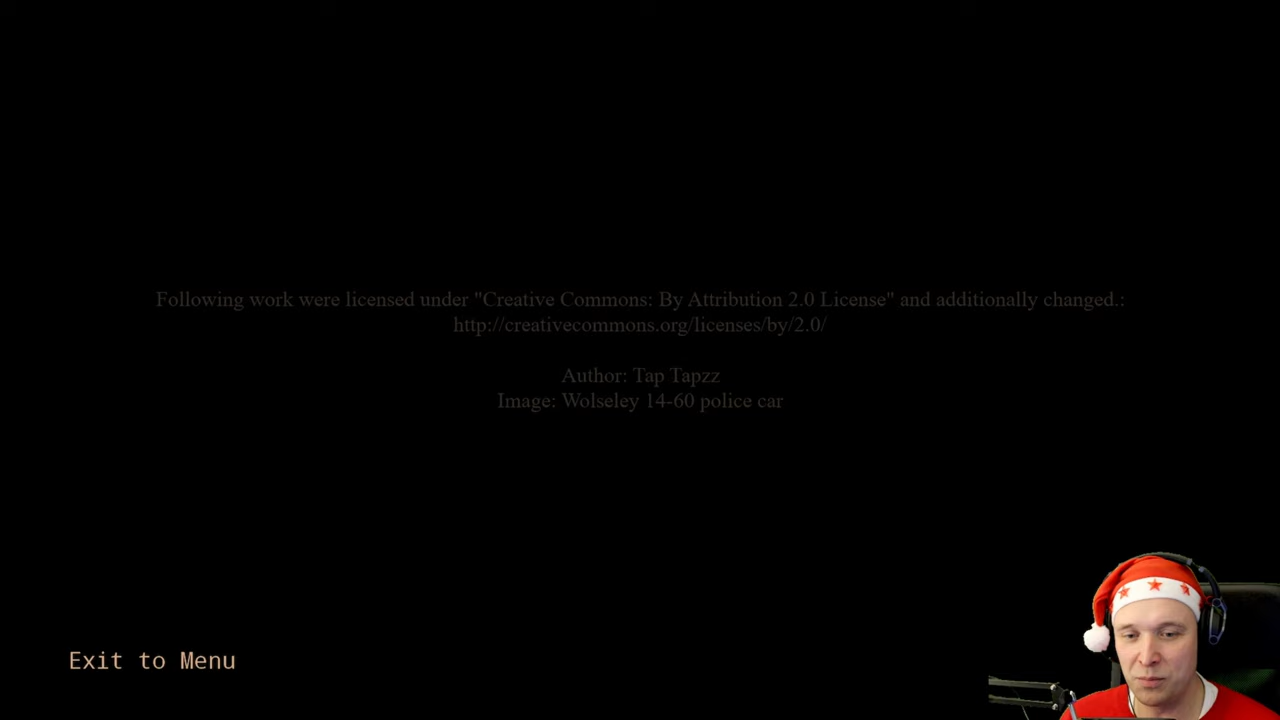 Following work were licensed under "Creative Commons: By Attribution 2.0 License" and additionally changed.:
http://creativecommons.org/licenses/by/2.0/
Author: Tap Tapzz
Image: Wolseley 14-60 police car
Exit to Menu